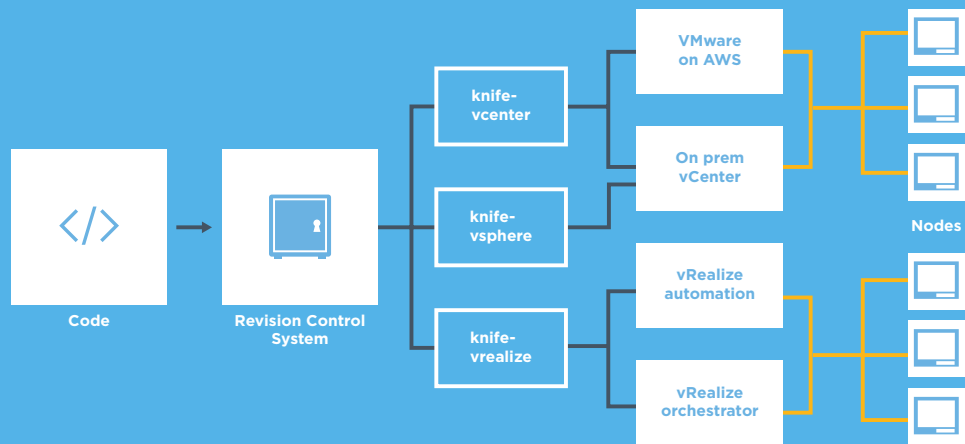 Code
Revision Control
System
knife-
vcenter
knife-
vsphere
knife-
vrealize
VMware
on AWS
On prem
vCenter
vRealize
automation
vRealize
orchestrator
Nodes